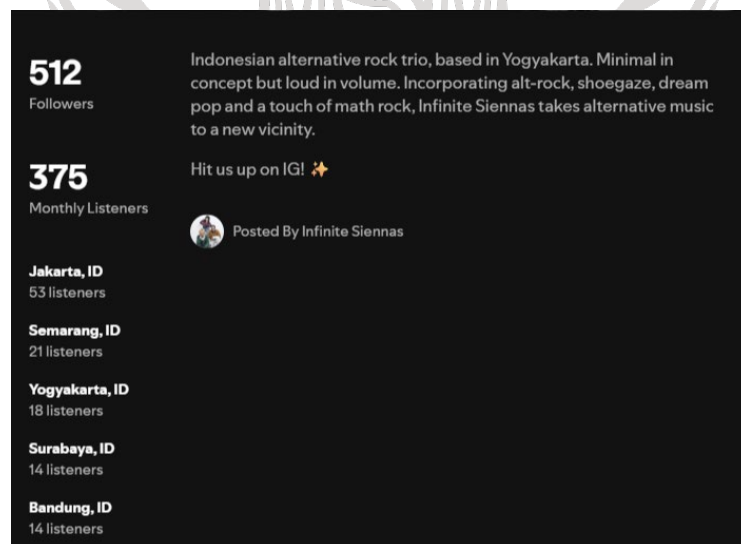 512
Followers
375
Monthly Listeners
Jakarta, ID
53 listeners
Semarang, ID
21 listeners
Yogyakarta, ID
18 listeners
Surabaya, ID
14 listeners
Bandung, ID
14 listeners
Indonesian alternative rock trio, based in Yogyakarta. Minimal in
concept but loud in volume. Incorporating alt-rock, shoegaze, dream
pop and a touch of math rock, Infinite Siennas takes alternative music
to a new vicinity.
Hit us up on IG! ✨
Posted By Infinite Siennas